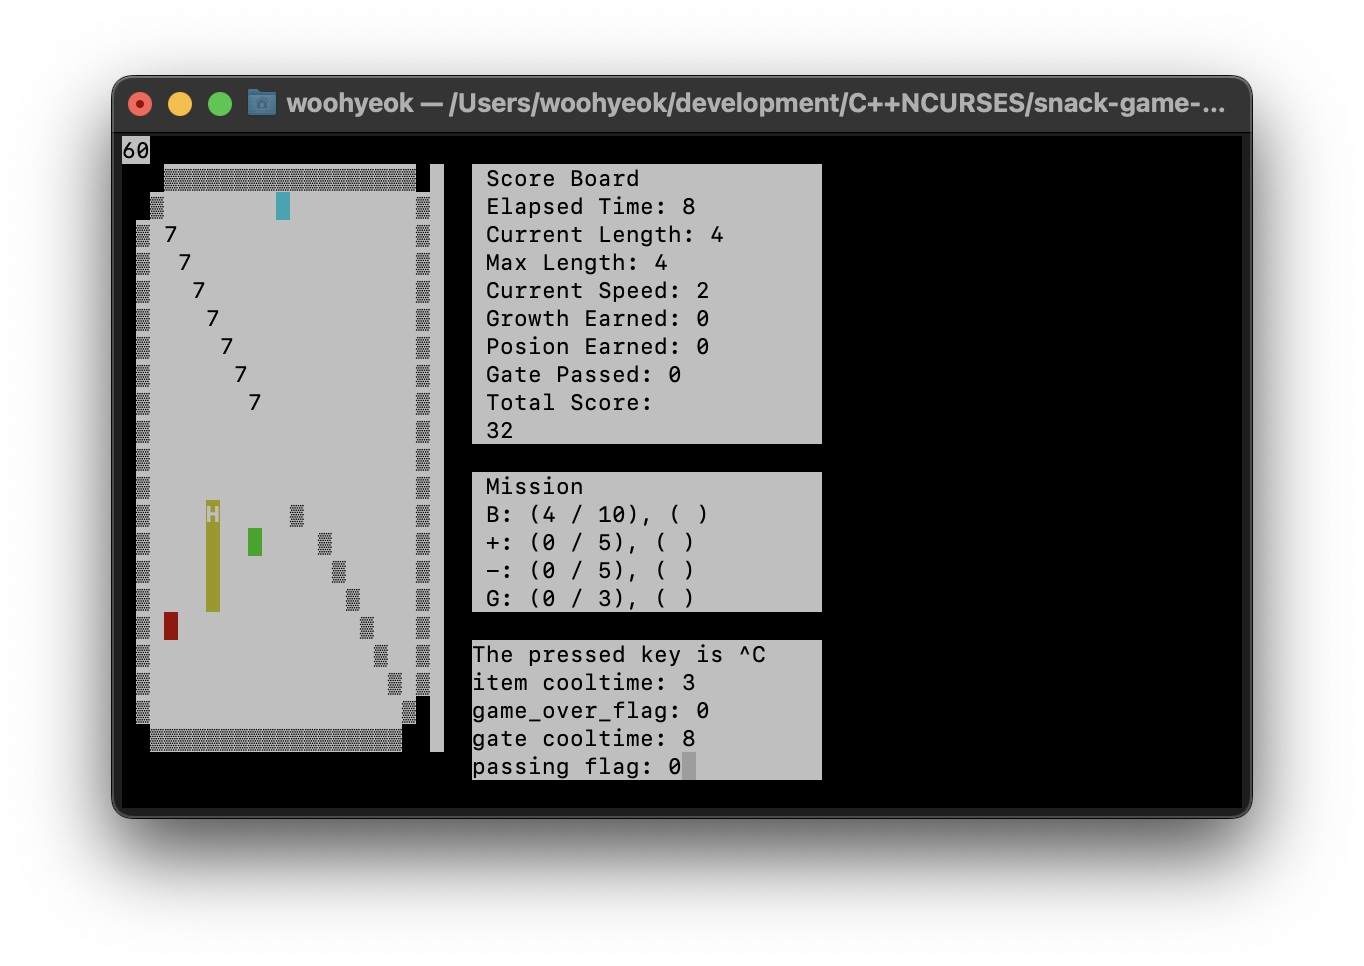 woohyeok — /Users/woohyeok/development/C++NCURSES/snack-game-...
60
Score Board
Elapsed Time: 8
7
Current Length: 4
7
Max Length: 4
7
Current Speed: 2
7
Growth Earned: 0
7
Posion Earned: 0
7
Gate Passed: 0
7
Total Score:
32
Mission
H
B: (4 / 10), ( )
+: (0 / 5), ( )
-: (0 / 5), ( )
G: (0 / 3), ( )
The pressed key is ^C
item cooltime: 3
game_over_flag: 0
gate cooltime: 8
passing flag: 0